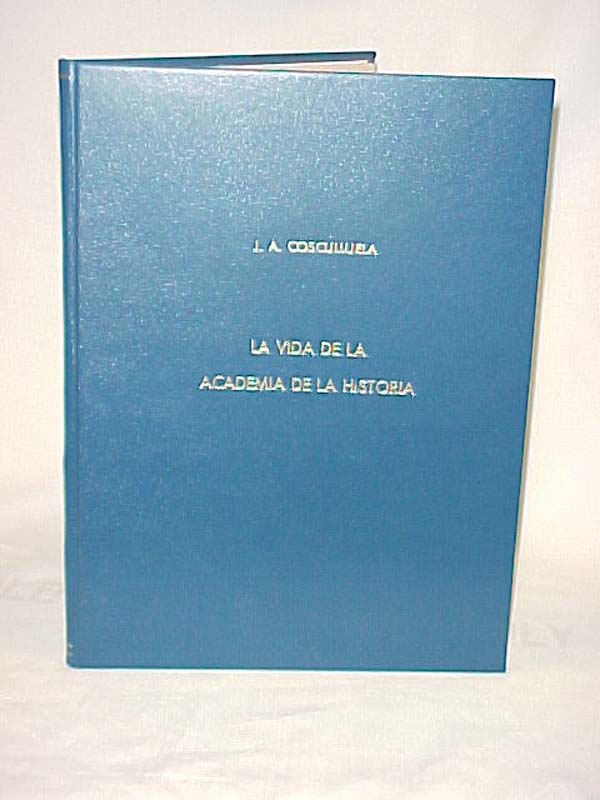 J. A. COSCULLUELA
LA VIDA DE LA
ACADEMIA DE LA HISTORIA